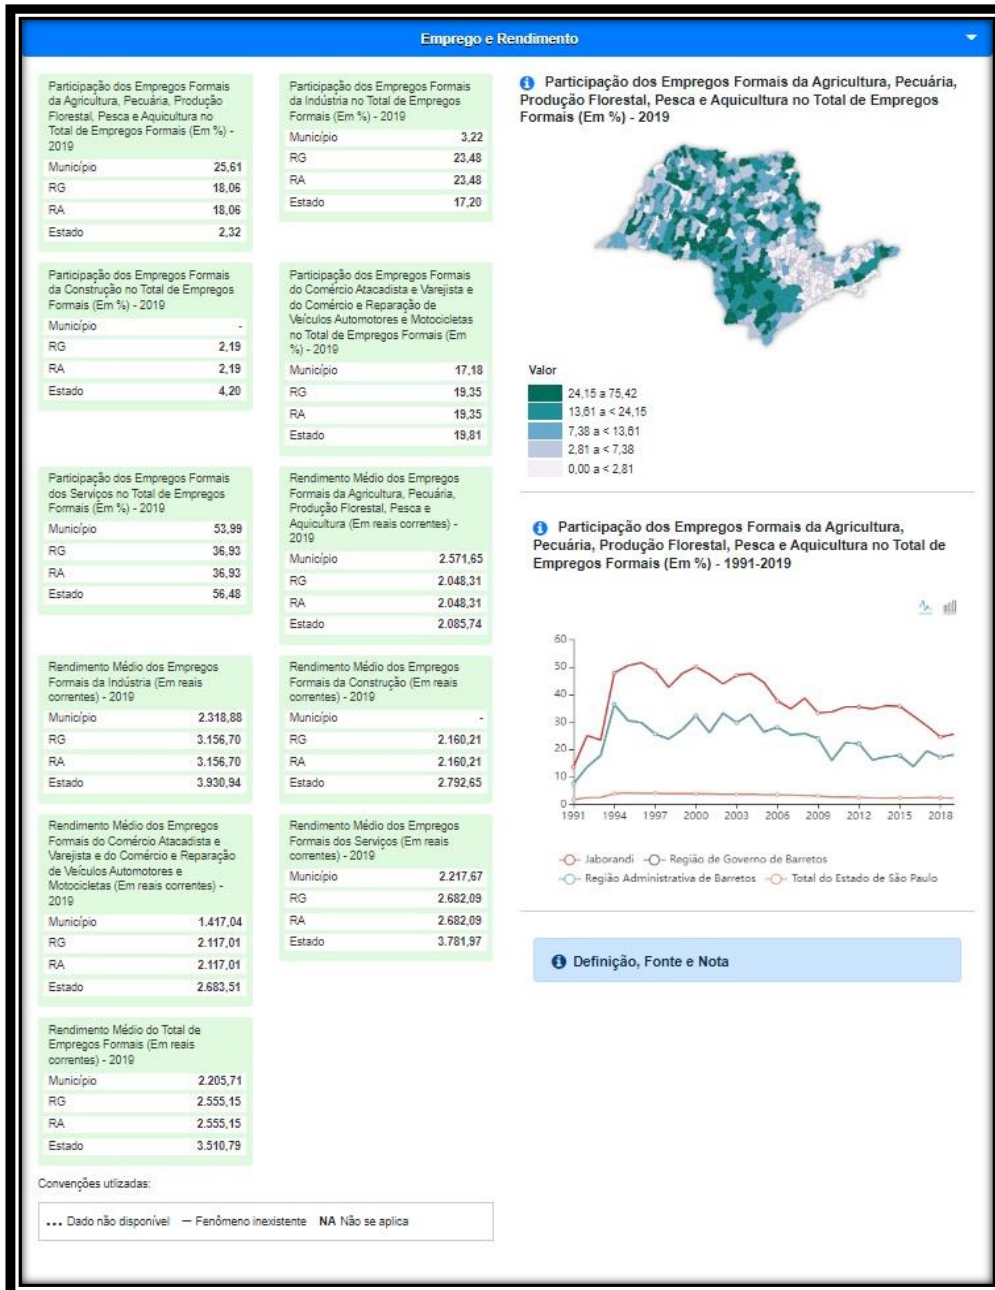 Emprego e Rendimento
Participação dos Empregos Formais
da Agricultura, Pecuária, Produção
Florestal, Pesca e Aquicultura no
Total de Empregos Formais (Em %) -
2019
Município 25,61
RG 18,06
RA 18,06
Estado 2,32
Participação dos Empregos Formais
da Indústria no Total de Empregos
Formais (Em %) - 2019
Município 3,22
RG 23,48
RA 23,48
Estado 17,20
Participação dos Empregos Formais
da Construção no Total de Empregos
Formais (Em %) - 2019
Município -
RG 2,19
RA 2,19
Estado 4,20
Participação dos Empregos Formais
do Comércio Atacadista e Varejista e
do Comércio e Reparação de
Veículos Automotores e Motocicletas
no Total de Empregos Formais (Em
%) - 2019
Município 17,18
RG 19,35
RA 19,35
Estado 19,81
Participação dos Empregos Formais
dos Serviços no Total de Empregos
Formais (Em %) - 2019
Município 53,99
RG 36,93
RA 36,93
Estado 56,48
Rendimento Médio dos Empregos
Formais da Agricultura, Pecuária,
Produção Florestal, Pesca e
Aquicultura (Em reais correntes) -
2019
Município 2.571,65
RG 2.048,31
RA 2.048,31
Estado 2.085,74
Rendimento Médio dos Empregos
Formais da Indústria (Em reais
correntes) - 2019
Município 2.318,88
RG 3.156,70
RA 3.156,70
Estado 3.930,94
Rendimento Médio dos Empregos
Formais da Construção (Em reais
correntes) - 2019
Município -
RG 2.160,21
RA 2.160,21
Estado 2.792,65
Rendimento Médio dos Empregos
Formais do Comércio Atacadista e
Varejista e do Comércio e Reparação
de Veículos Automotores e
Motocicletas (Em reais correntes) -
2019
Município 1.417,04
RG 2.117,01
RA 2.117,01
Estado 2.683,51
Rendimento Médio dos Empregos
Formais dos Serviços (Em reais
correntes) - 2019
Município 2.217,67
RG 2.682,09
RA 2.682,09
Estado 3.781,97
Rendimento Médio do Total de
Empregos Formais (Em reais
correntes) - 2019
Município 2.205,71
RG 2.555,15
RA 2.555,15
Estado 3.510,79
Convenções utlizadas:
... Dado não disponível — Fenômeno inexistente NA Não se aplica
Participação dos Empregos Formais da Agricultura, Pecuária,
Produção Florestal, Pesca e Aquicultura no Total de Empregos
Formais (Em %) - 2019
Valor
24,15 a 75,42
13,61 a < 24,15
7,38 a < 13,61
2,81 a < 7,38
0,00 a < 2,81
Participação dos Empregos Formais da Agricultura,
Pecuária, Produção Florestal, Pesca e Aquicultura no Total de
Empregos Formais (Em %) - 1991-2019
60
50
40
30
20
10
0
1991 1994 1997 2000 2003 2006 2009 2012 2015 2018
Jaborandi Região de Governo de Barretos
Região Administrativa de Barretos Total do Estado de São Paulo
Definição, Fonte e Nota